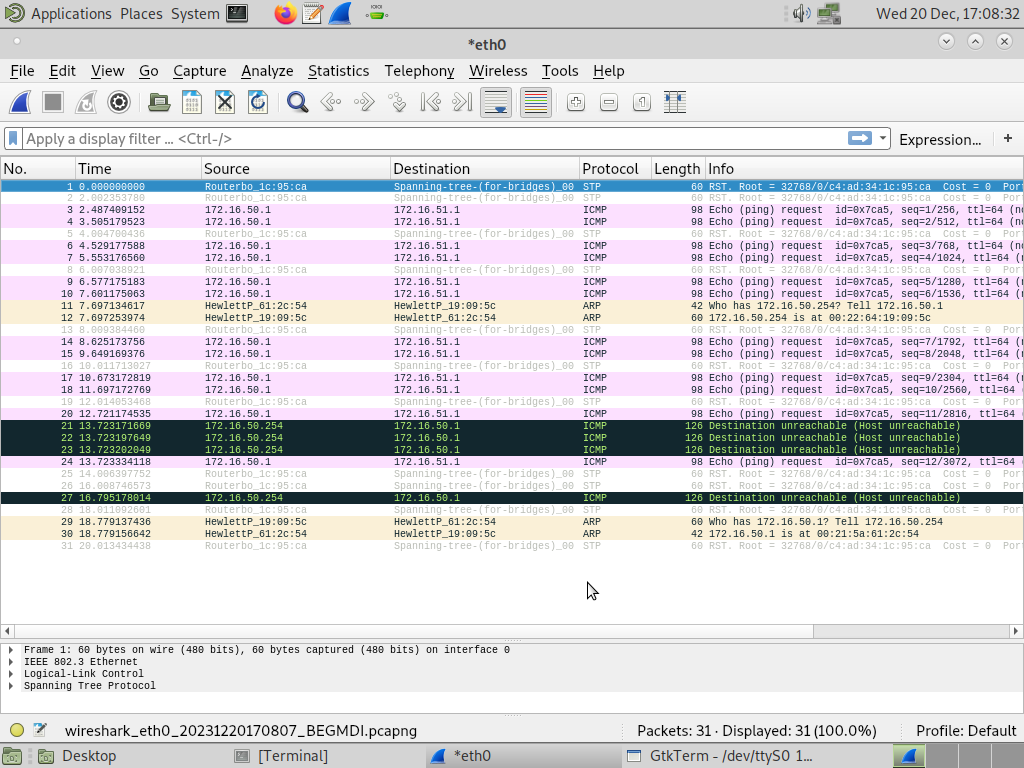 Applications Places System Wed 20 Dec, 17:08:32
*eth0
File Edit View Go Capture Analyze Statistics Telephony Wireless Tools Help
Apply a display filter ... <Ctrl-/> Expression... +
No. Time Source Destination Protocol Length Info
1 0.000000000 Routerbo_1c:95:ca Spanning-tree-(for-bridges)_00 STP 60 RST. Root = 32768/0/c4:ad:34:1c:95:ca Cost = 0 Por
2 2.002353780 Routerbo_1c:95:ca Spanning-tree-(for-bridges)_00 STP 60 RST. Root = 32768/0/c4:ad:34:1c:95:ca Cost = 0 Por
3 2.487409152 172.16.50.1 172.16.51.1 ICMP 98 Echo (ping) request id=0x7ca5, seq=1/256, ttl=64 (no
4 3.505179523 172.16.50.1 172.16.51.1 ICMP 98 Echo (ping) request id=0x7ca5, seq=2/512, ttl=64 (no
5 4.004700436 Routerbo_1c:95:ca Spanning-tree-(for-bridges)_00 STP 60 RST. Root = 32768/0/c4:ad:34:1c:95:ca Cost = 0 Por
6 4.529177588 172.16.50.1 172.16.51.1 ICMP 98 Echo (ping) request id=0x7ca5, seq=3/768, ttl=64 (no
7 5.553176560 172.16.50.1 172.16.51.1 ICMP 98 Echo (ping) request id=0x7ca5, seq=4/1024, ttl=64 (n
8 6.007038921 Routerbo_1c:95:ca Spanning-tree-(for-bridges)_00 STP 60 RST. Root = 32768/0/c4:ad:34:1c:95:ca Cost = 0 Por
9 6.577175183 172.16.50.1 172.16.51.1 ICMP 98 Echo (ping) request id=0x7ca5, seq=5/1280, ttl=64 (n
10 7.601175063 172.16.50.1 172.16.51.1 ICMP 98 Echo (ping) request id=0x7ca5, seq=6/1536, ttl=64 (n
11 7.697134617 HewlettP_61:2c:54 HewlettP_19:09:5c ARP 42 Who has 172.16.50.254? Tell 172.16.50.1
12 7.697253974 HewlettP_19:09:5c HewlettP_61:2c:54 ARP 60 172.16.50.254 is at 00:22:64:19:09:5c
13 8.009384460 Routerbo_1c:95:ca Spanning-tree-(for-bridges)_00 STP 60 RST. Root = 32768/0/c4:ad:34:1c:95:ca Cost = 0 Por
14 8.625173756 172.16.50.1 172.16.51.1 ICMP 98 Echo (ping) request id=0x7ca5, seq=7/1792, ttl=64 (n
15 9.649169376 172.16.50.1 172.16.51.1 ICMP 98 Echo (ping) request id=0x7ca5, seq=8/2048, ttl=64 (n
16 10.011713027 Routerbo_1c:95:ca Spanning-tree-(for-bridges)_00 STP 60 RST. Root = 32768/0/c4:ad:34:1c:95:ca Cost = 0 Por
17 10.673172819 172.16.50.1 172.16.51.1 ICMP 98 Echo (ping) request id=0x7ca5, seq=9/2304, ttl=64 (n
18 11.697172769 172.16.50.1 172.16.51.1 ICMP 98 Echo (ping) request id=0x7ca5, seq=10/2560, ttl=64 (
19 12.014053468 Routerbo_1c:95:ca Spanning-tree-(for-bridges)_00 STP 60 RST. Root = 32768/0/c4:ad:34:1c:95:ca Cost = 0 Por
20 12.721174535 172.16.50.1 172.16.51.1 ICMP 98 Echo (ping) request id=0x7ca5, seq=11/2816, ttl=64 (
21 13.723171669 172.16.50.254 172.16.50.1 ICMP 126 Destination unreachable (Host unreachable)
22 13.723197649 172.16.50.254 172.16.50.1 ICMP 126 Destination unreachable (Host unreachable)
23 13.723202049 172.16.50.254 172.16.50.1 ICMP 126 Destination unreachable (Host unreachable)
24 13.723334118 172.16.50.1 172.16.51.1 ICMP 98 Echo (ping) request id=0x7ca5, seq=12/3072, ttl=64 (
25 14.006397752 Routerbo_1c:95:ca Spanning-tree-(for-bridges)_00 STP 60 RST. Root = 32768/0/c4:ad:34:1c:95:ca Cost = 0 Por
26 16.008746573 Routerbo_1c:95:ca Spanning-tree-(for-bridges)_00 STP 60 RST. Root = 32768/0/c4:ad:34:1c:95:ca Cost = 0 Por
27 16.795178014 172.16.50.254 172.16.50.1 ICMP 126 Destination unreachable (Host unreachable)
28 18.011092601 Routerbo_1c:95:ca Spanning-tree-(for-bridges)_00 STP 60 RST. Root = 32768/0/c4:ad:34:1c:95:ca Cost = 0 Por
29 18.779137436 HewlettP_19:09:5c HewlettP_61:2c:54 ARP 60 Who has 172.16.50.1? Tell 172.16.50.254
30 18.779156642 HewlettP_61:2c:54 HewlettP_19:09:5c ARP 42 172.16.50.1 is at 00:21:5a:61:2c:54
31 20.013434438 Routerbo_1c:95:ca Spanning-tree-(for-bridges)_00 STP 60 RST. Root = 32768/0/c4:ad:34:1c:95:ca Cost = 0 Por
Frame 1: 60 bytes on wire (480 bits), 60 bytes captured (480 bits) on interface 0
IEEE 802.3 Ethernet
Logical-Link Control
Spanning Tree Protocol
wireshark_eth0_20231220170807_BEGMDI.pcapng Packets: 31 · Displayed: 31 (100.0%) Profile: Default
Desktop [Terminal] *eth0 GtkTerm - /dev/ttyS0 1...